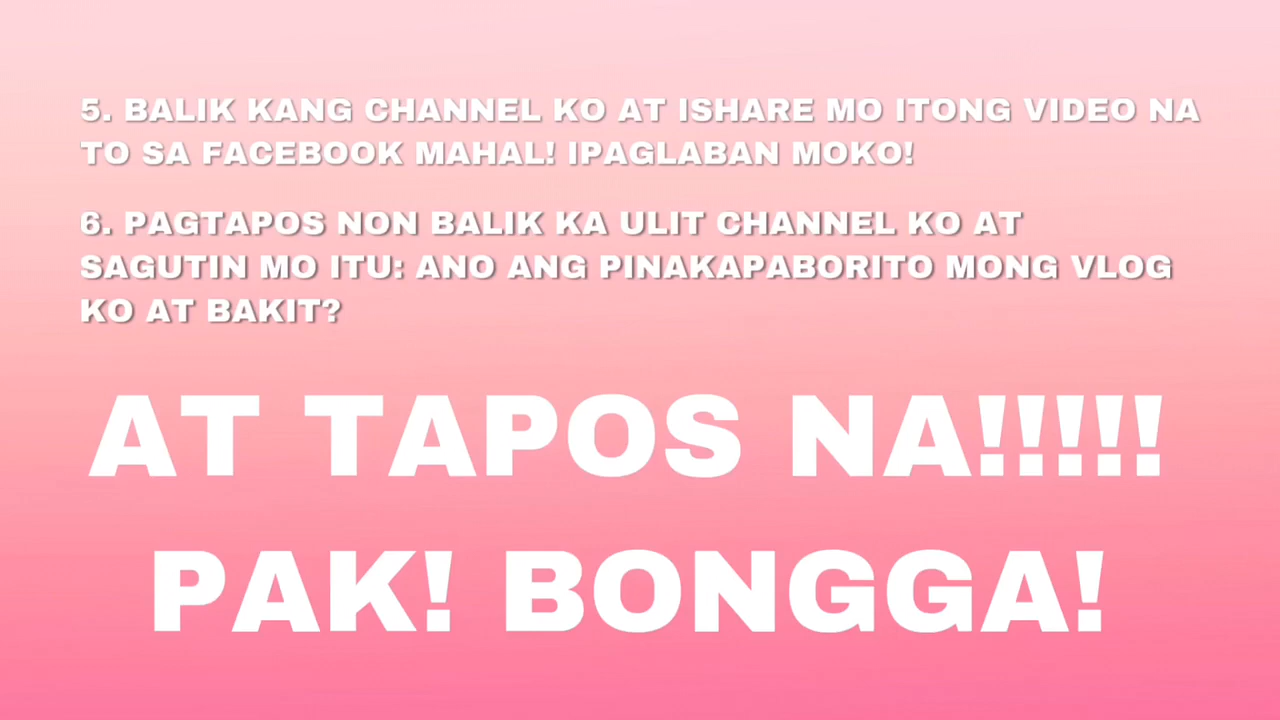 5. BALIK KANG CHANNEL KO AT ISHARE MO ITONG VIDEO NA
TO SA FACEBOOK MAHAL! IPAGLABAN MOKO!
6. PAGTAPOS NON BALIK KA ULIT CHANNEL KO AT
SAGUTIN MO ITU: ANO ANG PINAKAPABORITO MONG VLOG
KO AT BAKIT?
AT TAPOS NA!!!!!
PAK! BONGGA!